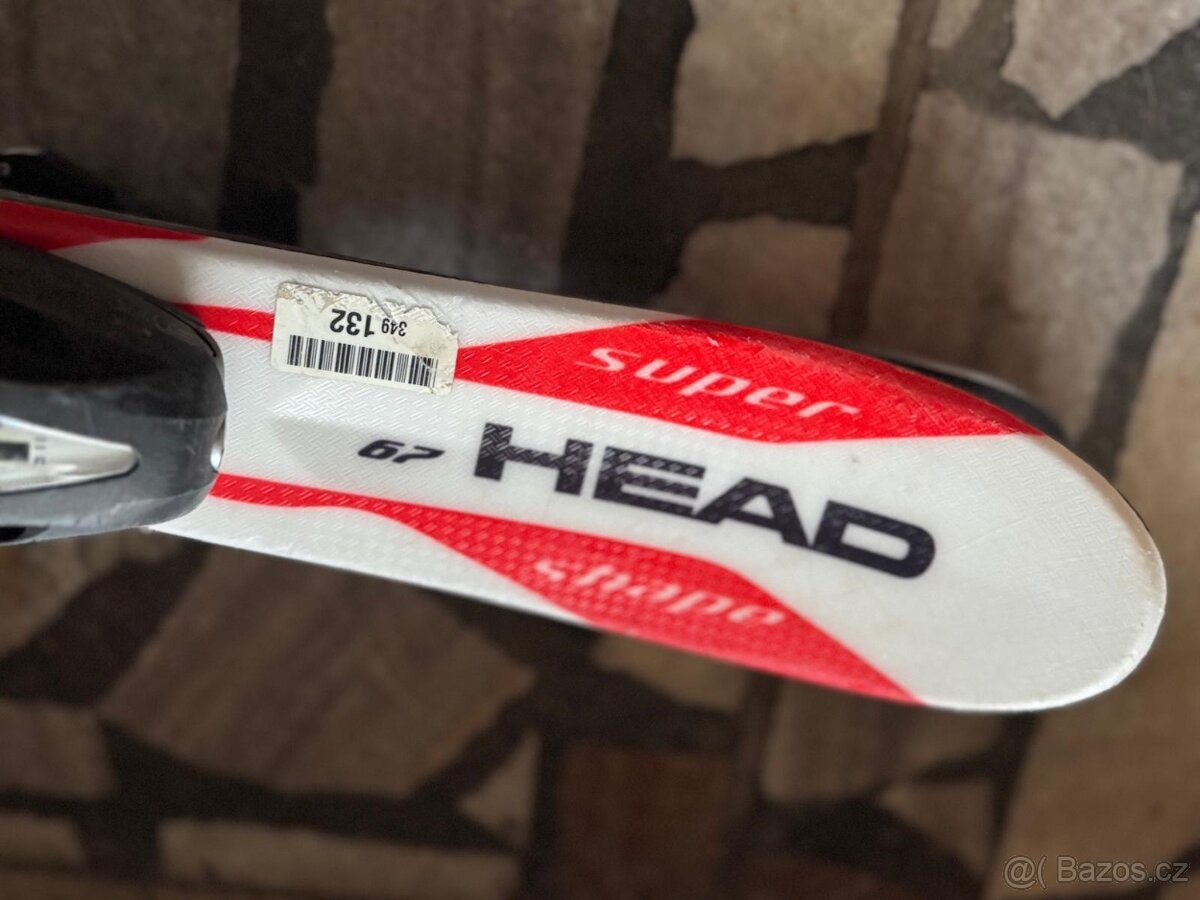 349 132
super
67 HEAD
shape
@( Bazos.cz